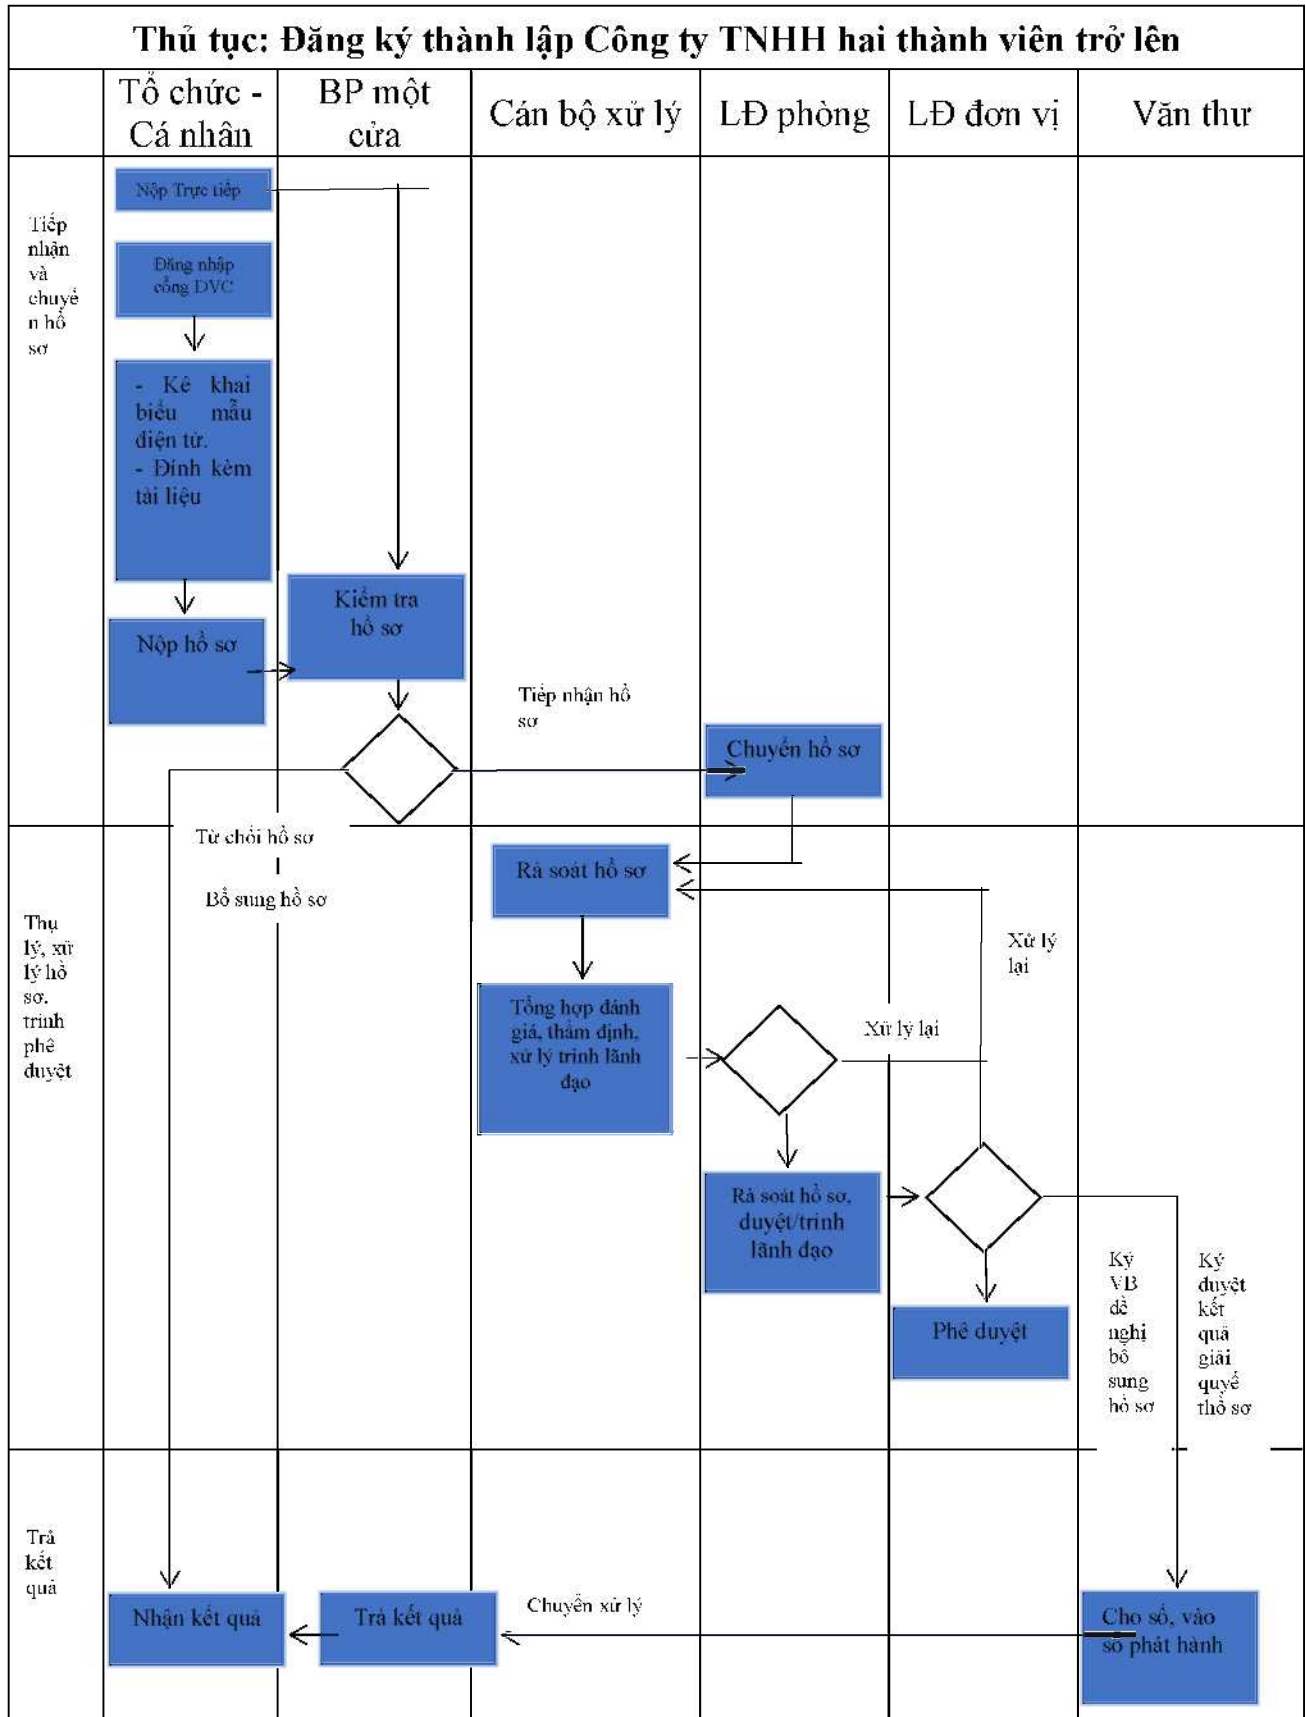 Thủ tục: Đăng ký thành lập Công ty TNHH hai thành viên trở lên
Tổ chức -
Cá nhân
BP một
cửa
Cán bộ xử lý
LĐ phòng
LĐ đơn vị
Văn thư
Tiếp
nhận
và
chuyể
n hồ
sơ
Nộp Trực tiếp
Đăng nhập
cổng DVC
- Kê khai
biểu mẫu
điện tử.
- Đính kèm
tài liệu
Nộp hồ sơ
Kiểm tra
hồ sơ
Tiếp nhận hồ
sơ
Chuyển hồ sơ
Từ chối hồ sơ
Bổ sung hồ sơ
Thụ
lý, xử
lý hồ
sơ.
trình
phê
duyệt
Rà soát hồ sơ
Tổng hợp đánh
giá, thẩm định,
xử lý trình lãnh
đạo
Xử lý lại
Xử lý
lại
Rà soát hồ sơ,
duyệt/trình
lãnh đạo
Phê duyệt
Ký
VB
đề
nghị
bổ
sung
hồ sơ
Ký
duyệt
kết
quả
giải
quyế
thồ sơ
Trả
kết
quả
Nhận kết quả
Trả kết quả
Chuyển xử lý
Cho số, vào
sổ phát hành